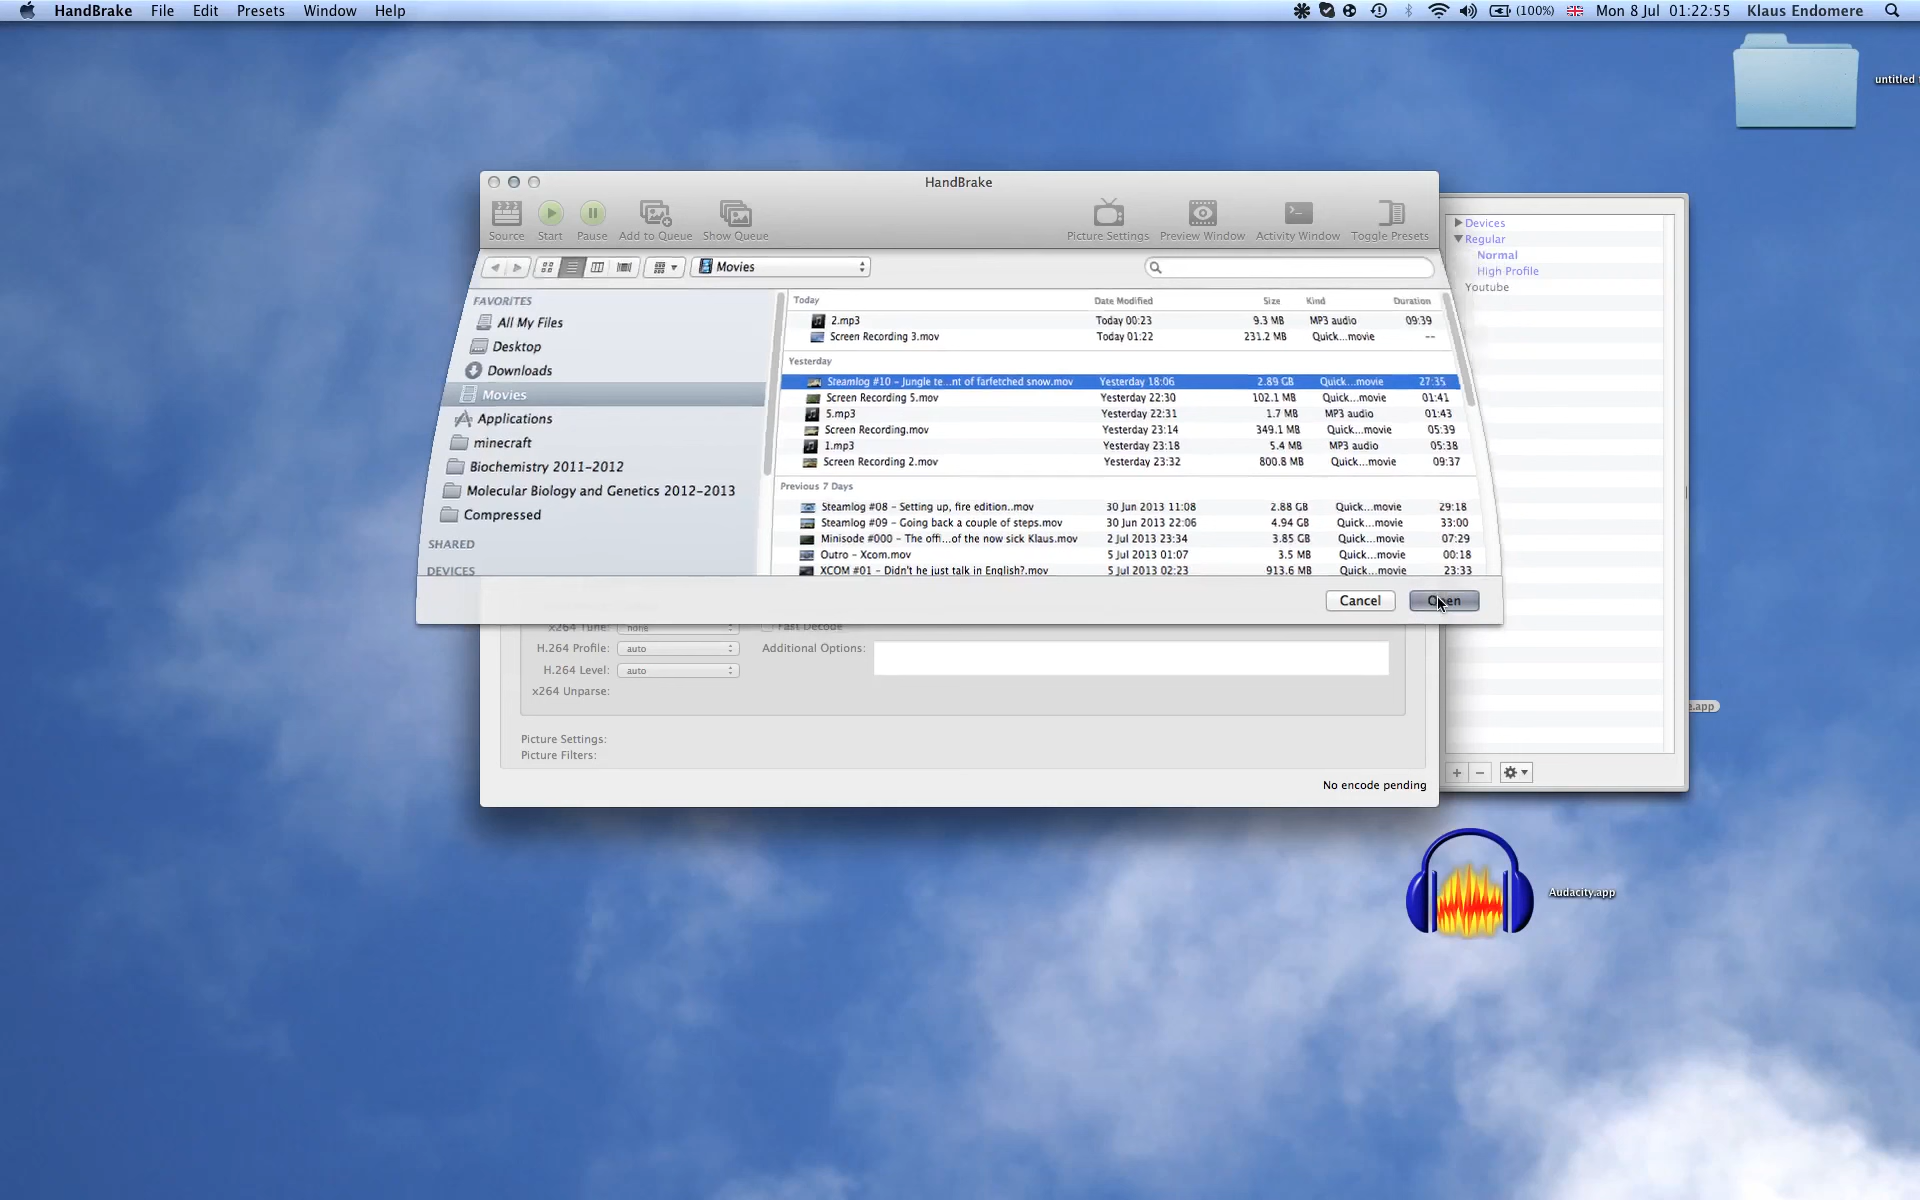 HandBrake File Edit Presets Window Help (100%) Mon 8 Jul 01:22:55 Klaus Endomere
untitled
HandBrake
Source Start Pause Add to Queue Show Queue Picture Settings Preview Window Activity Window Toggle Presets
Movies
FAVORITES
All My Files
Desktop
Downloads
Movies
Applications
minecraft
Biochemistry 2011-2012
Molecular Biology and Genetics 2012-2013
Compressed
SHARED
DEVICES
Today Date Modified Size Kind Duration
2.mp3 Today 00:23 9.3 MB MP3 audio 09:39
Screen Recording 3.mov Today 01:22 231.2 MB Quick...movie --
Yesterday
Steamlog #10 - Jungle te...nt of farfetched snow.mov Yesterday 18:06 2.89 GB Quick...movie 27:35
Screen Recording 5.mov Yesterday 22:30 102.1 MB Quick...movie 01:41
5.mp3 Yesterday 22:31 1.7 MB MP3 audio 01:43
Screen Recording.mov Yesterday 23:14 349.1 MB Quick...movie 05:39
1.mp3 Yesterday 23:18 5.4 MB MP3 audio 05:38
Screen Recording 2.mov Yesterday 23:32 800.8 MB Quick...movie 09:37
Previous 7 Days
Steamlog #08 - Setting up, fire edition..mov 30 Jun 2013 11:08 2.88 GB Quick...movie 29:18
Steamlog #09 - Going back a couple of steps.mov 30 Jun 2013 22:06 4.94 GB Quick...movie 33:00
Minisode #000 - The offi...of the now sick Klaus.mov 2 Jul 2013 23:34 3.85 GB Quick...movie 07:29
Outro - Xcom.mov 5 Jul 2013 01:07 3.5 MB Quick...movie 00:18
XCOM #01 - Didn't he just talk in English?.mov 5 Jul 2013 02:23 913.6 MB Quick...movie 23:33
Cancel Open
x264 Tune: none Fast Decode
H.264 Profile: auto Additional Options:
H.264 Level: auto
x264 Unparse:
Picture Settings:
Picture Filters:
No encode pending
Devices
Regular
Normal
High Profile
Youtube
e.app
Audacity.app